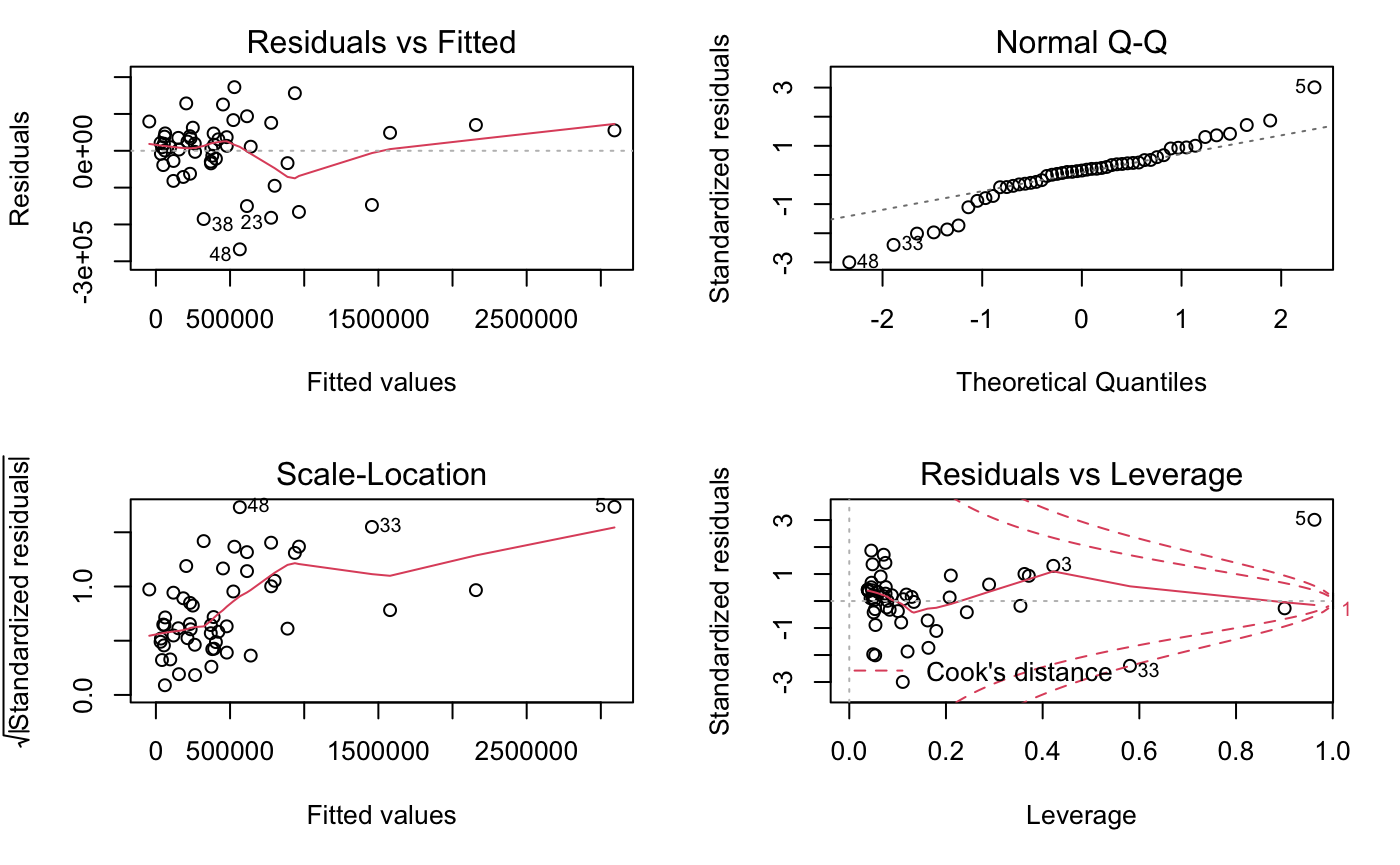 Residuals vs Fitted
Residuals
0e+00
-3e+05
38
23
48
0 500000 1500000 2500000
Fitted values
Normal Q-Q
Standardized residuals
3
1
-1
-3
5
33
48
-2 -1 0 1 2
Theoretical Quantiles
Scale-Location
√|Standardized residuals|
1.0
0.0
48
33
5
0 500000 1500000 2500000
Fitted values
Residuals vs Leverage
Standardized residuals
3
1
-1
-3
5
3
1
Cook's distance
33
0.0 0.2 0.4 0.6 0.8 1.0
Leverage